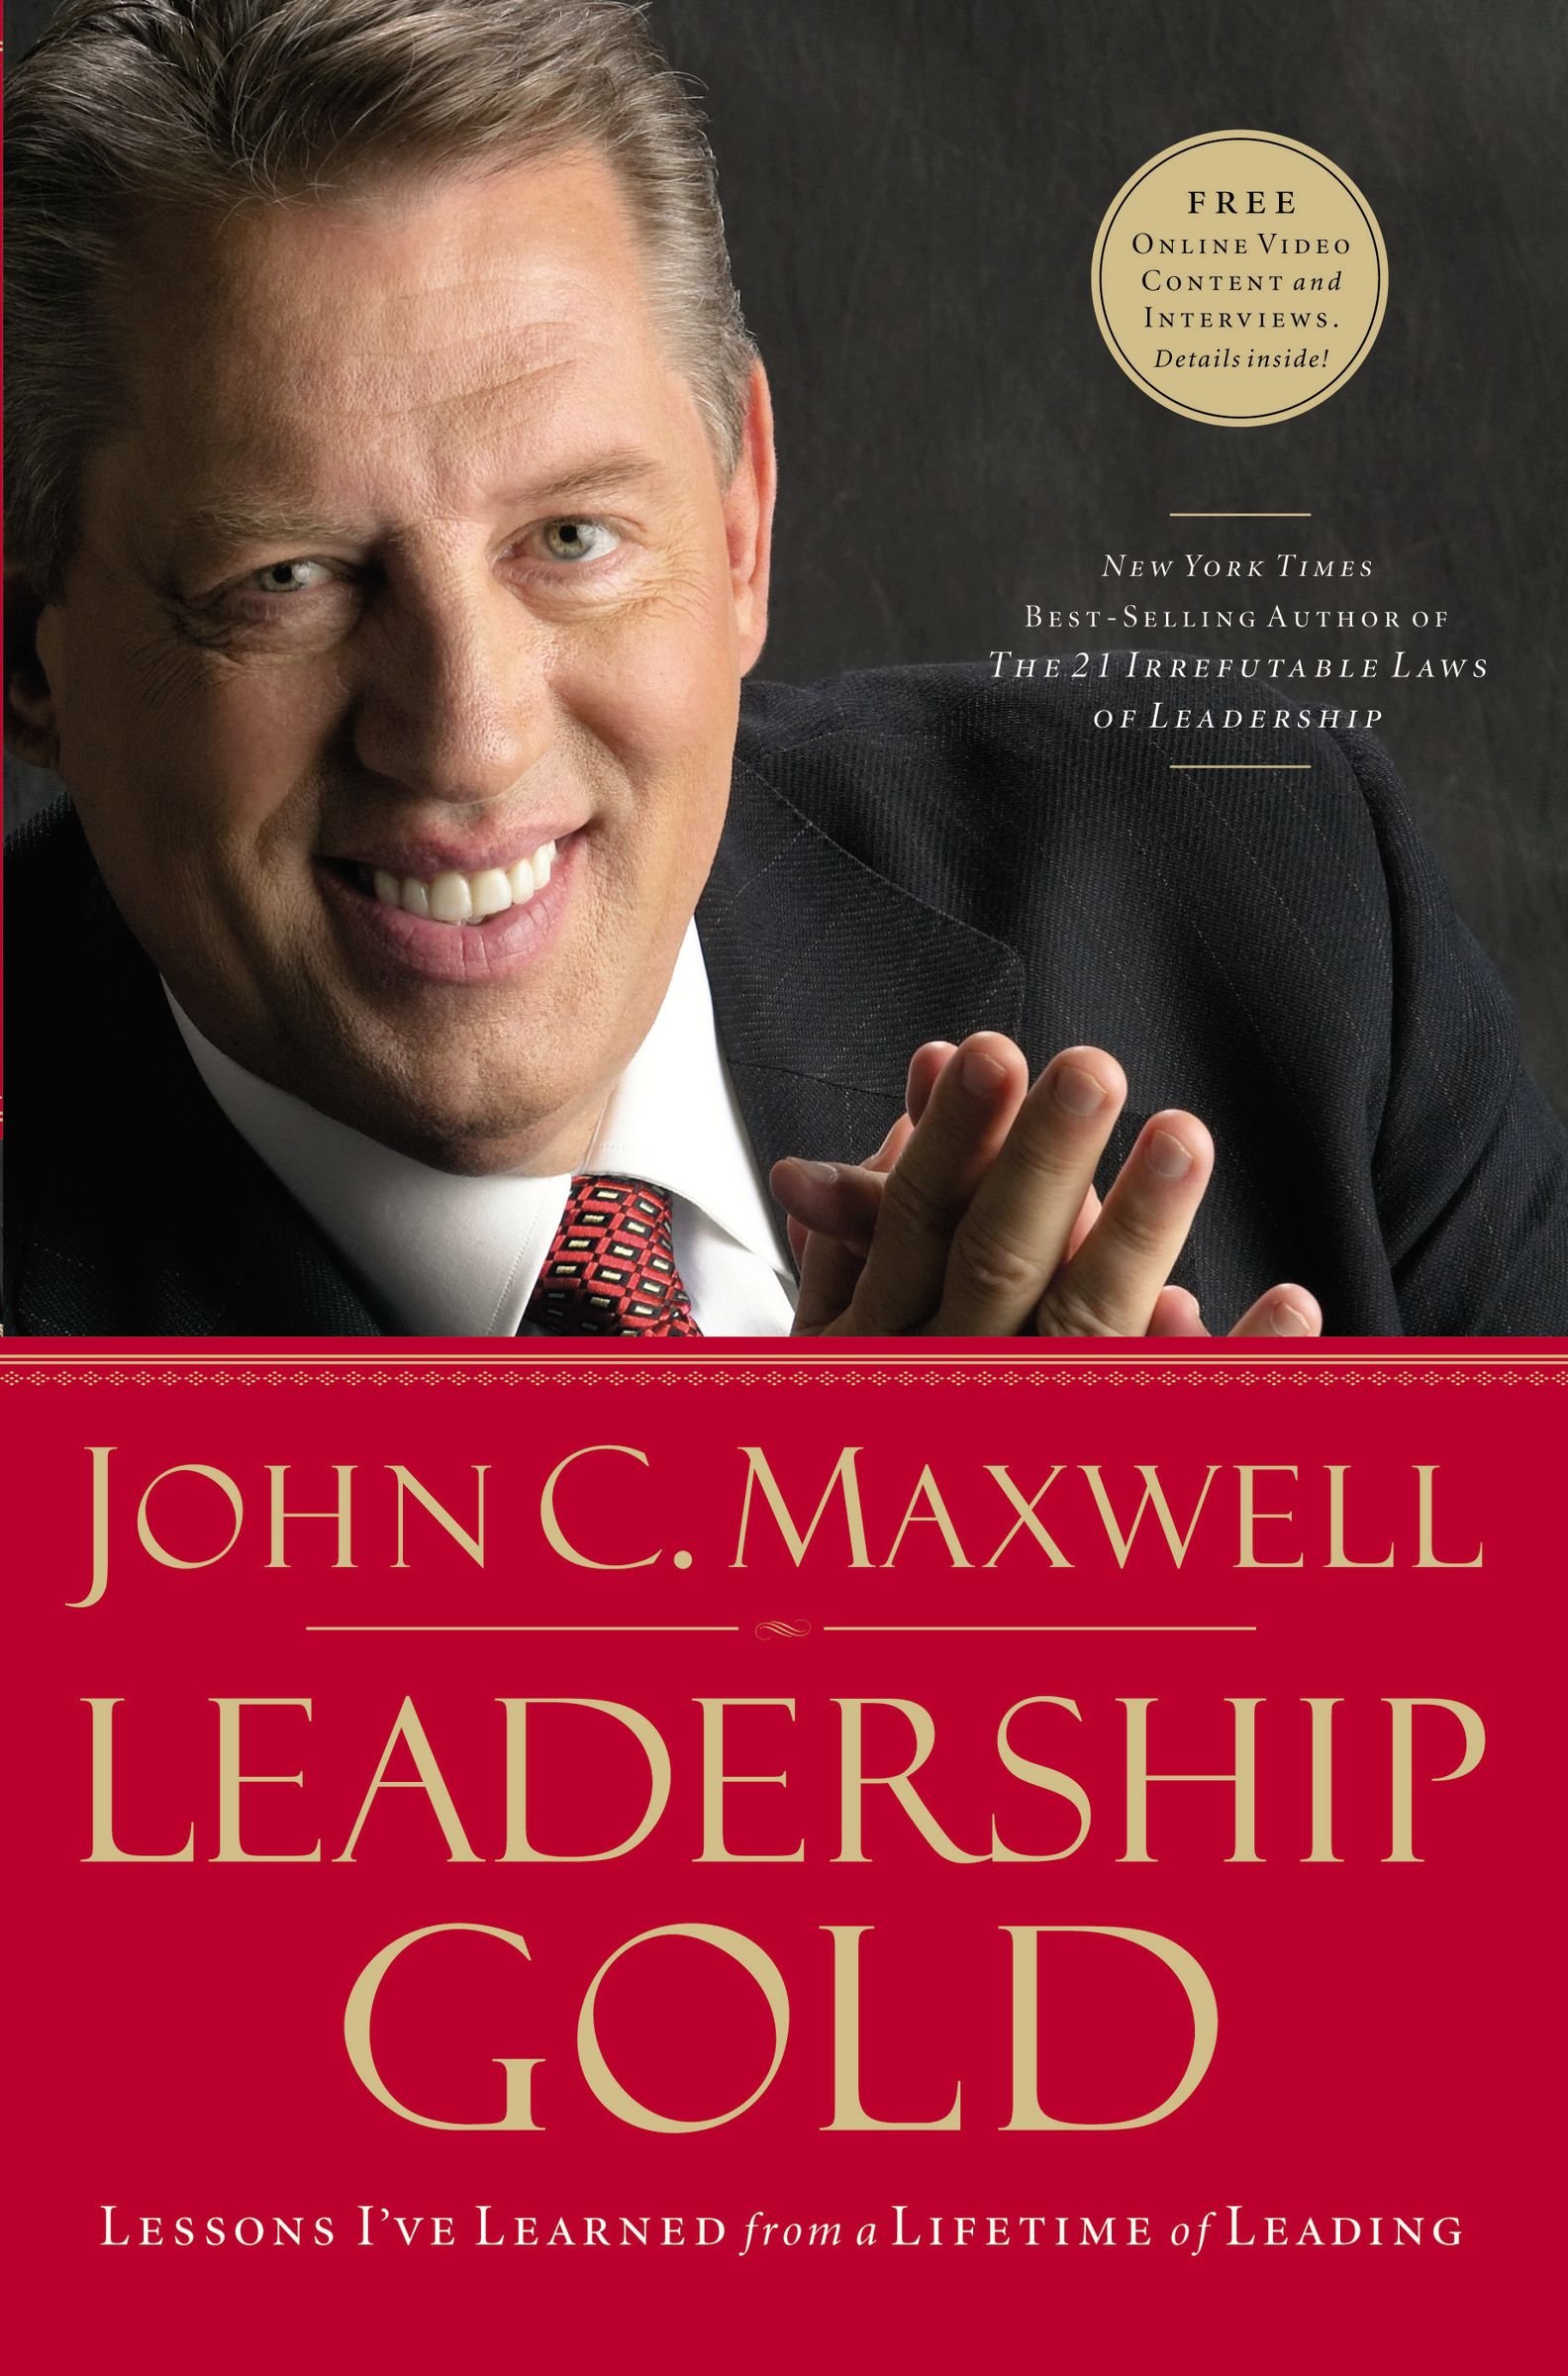 FREE
ONLINE VIDEO
CONTENT and
INTERVIEWS.
Details inside!
NEW YORK TIMES
BEST-SELLING AUTHOR OF
THE 21 IRREFUTABLE LAWS
OF LEADERSHIP
JOHN C. MAXWELL
LEADERSHIP
GOLD
LESSONS I'VE LEARNED from a LIFETIME of LEADING